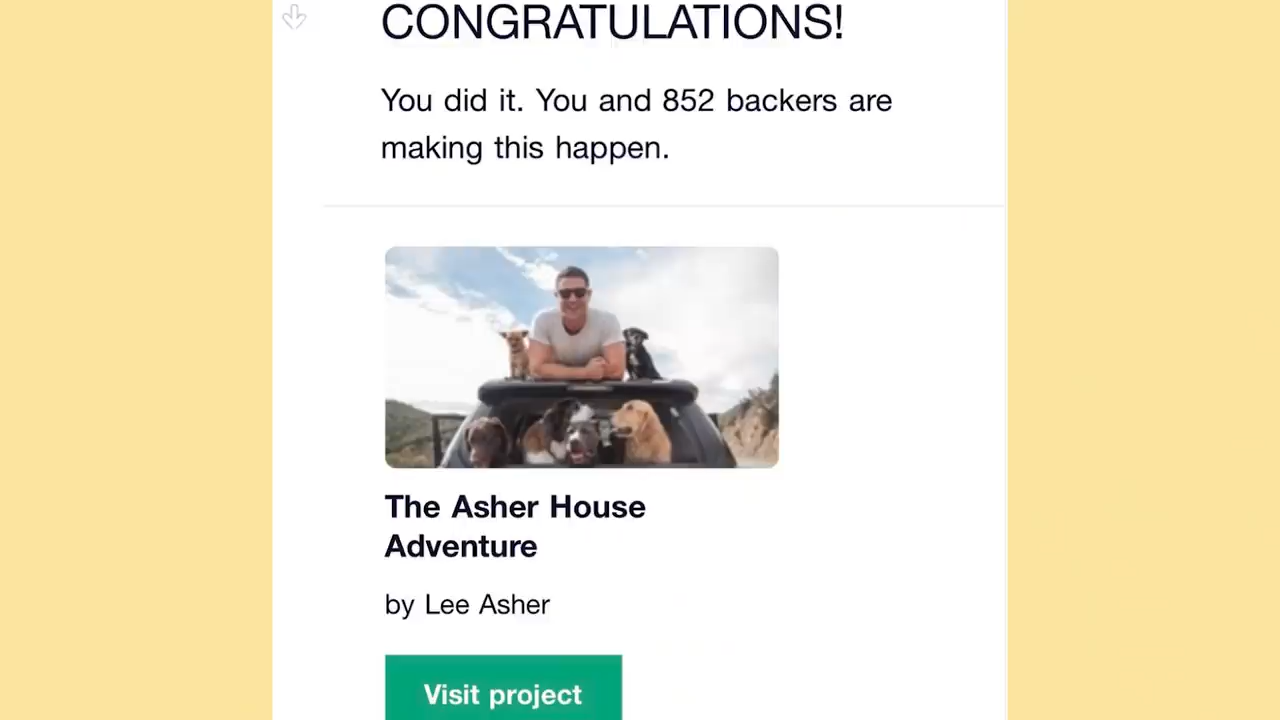 CONGRATULATIONS!
You did it. You and 852 backers are
making this happen.
The Asher House
Adventure
by Lee Asher
Visit project